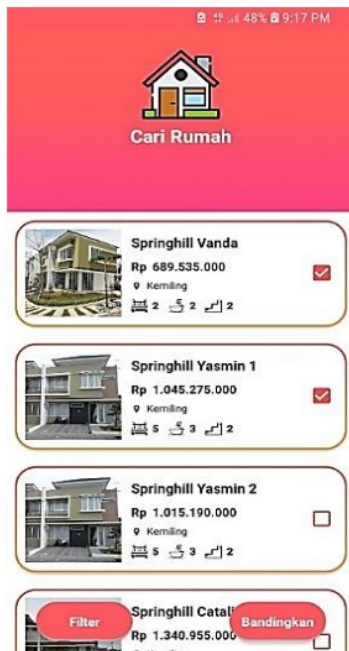 48% 9:17 PM
Cari Rumah
Springhill Vanda
Rp 689.535.000
Kemiling
2 2 2
Springhill Yasmin 1
Rp 1.045.275.000
Kemiling
5 3 2
Springhill Yasmin 2
Rp 1.015.190.000
Kemiling
5 3 2
Springhill Catal
Rp 1.340.955.000
Filter
Bandingkan